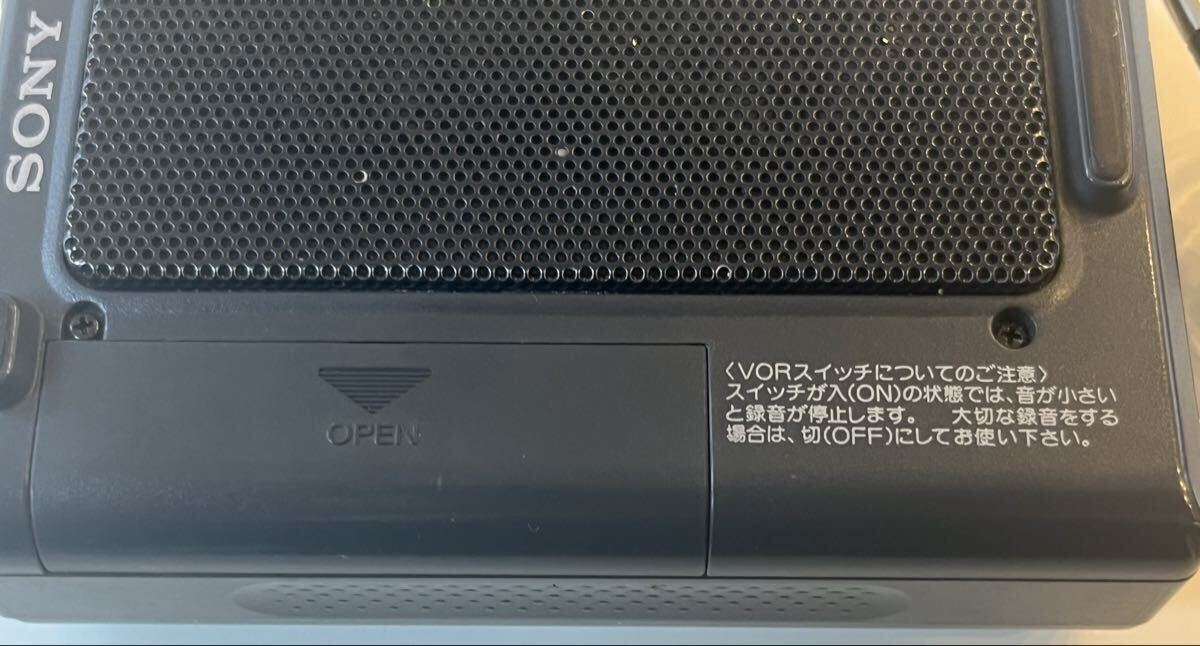 SONY
OPEN
〈VORスイッチについてのご注意〉
スイッチが入(ON)の状態では、音が小さい
と録音が停止します。 大切な録音をする
場合は、切(OFF)にしてお使い下さい。